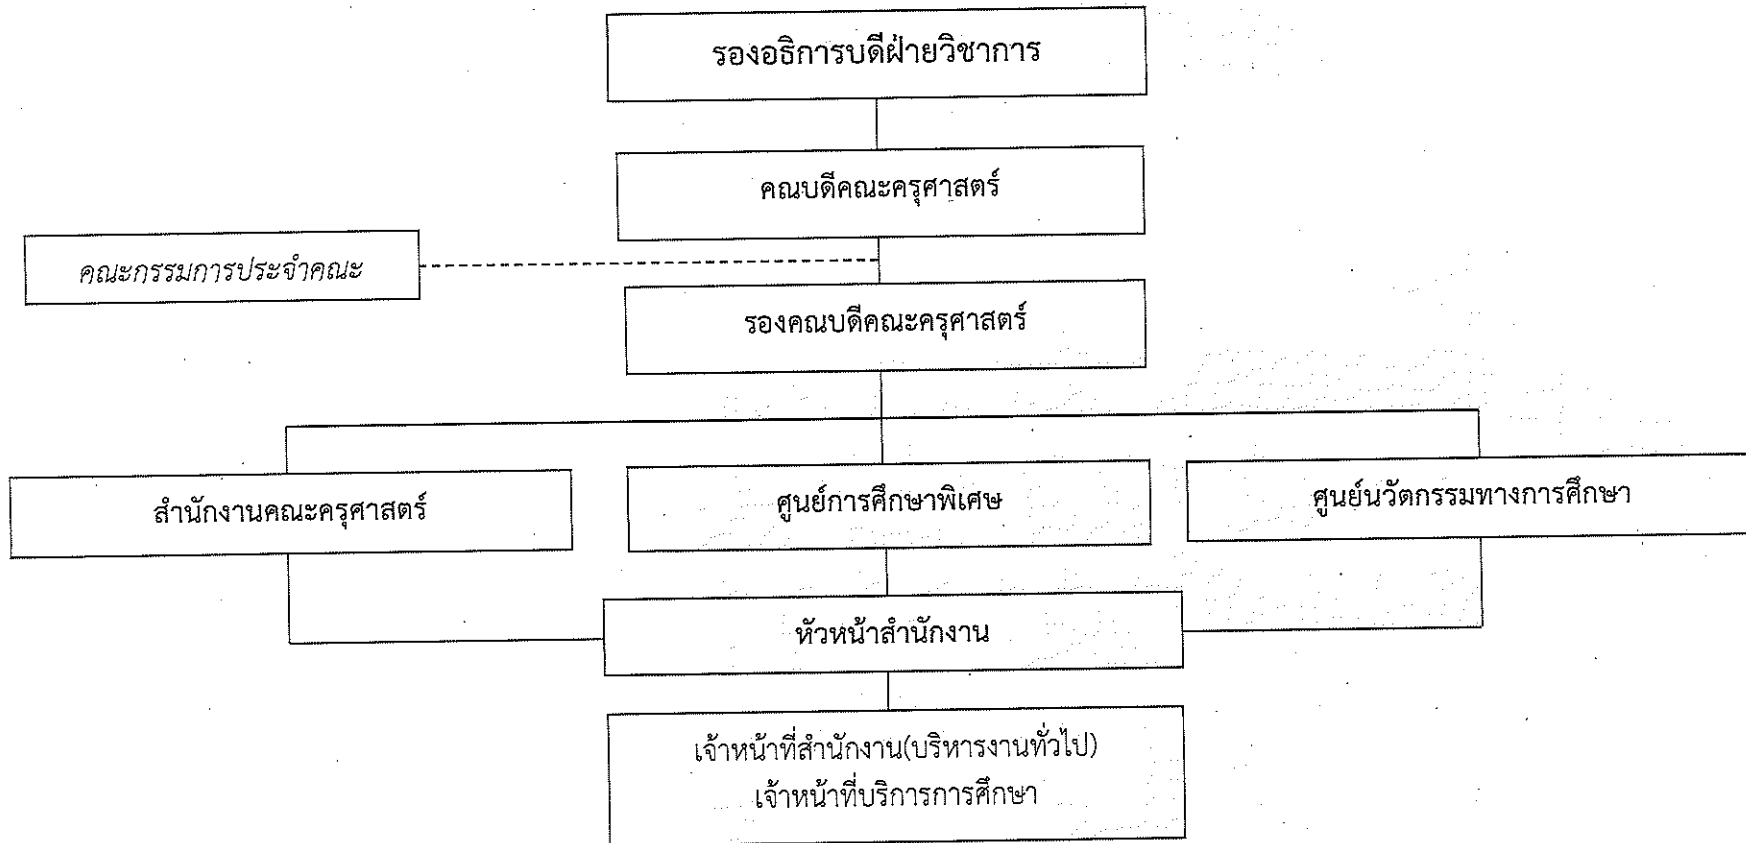 รองอธิการบดีฝ่ายวิชาการ
คณบดีคณะครุศาสตร์
คณะกรรมการประจำคณะ
รองคณบดีคณะครุศาสตร์
สำนักงานคณะครุศาสตร์
ศูนย์การศึกษาพิเศษ
ศูนย์นวัตกรรมทางการศึกษา
หัวหน้าสำนักงาน
เจ้าหน้าที่สำนักงาน(บริหารงานทั่วไป)
เจ้าหน้าที่บริการการศึกษา